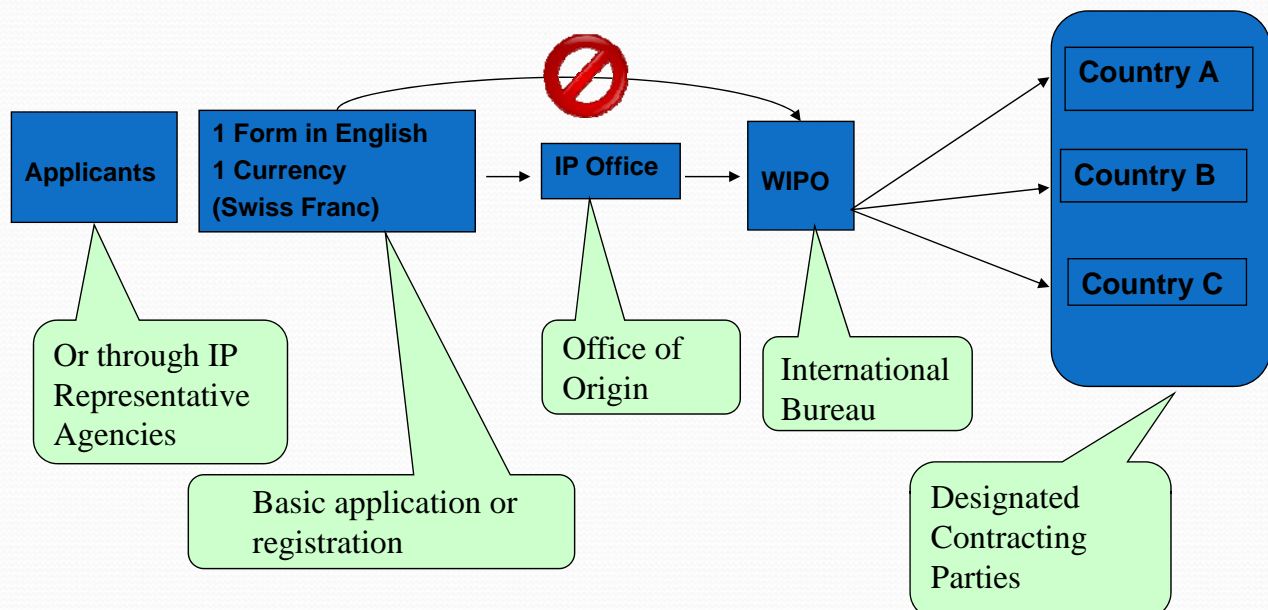 Applicants
1 Form in English
1 Currency
(Swiss Franc)
IP Office
WIPO
Country A
Country B
Country C
Or through IP
Representative
Agencies
Basic application or
registration
Office of
Origin
International
Bureau
Designated
Contracting
Parties